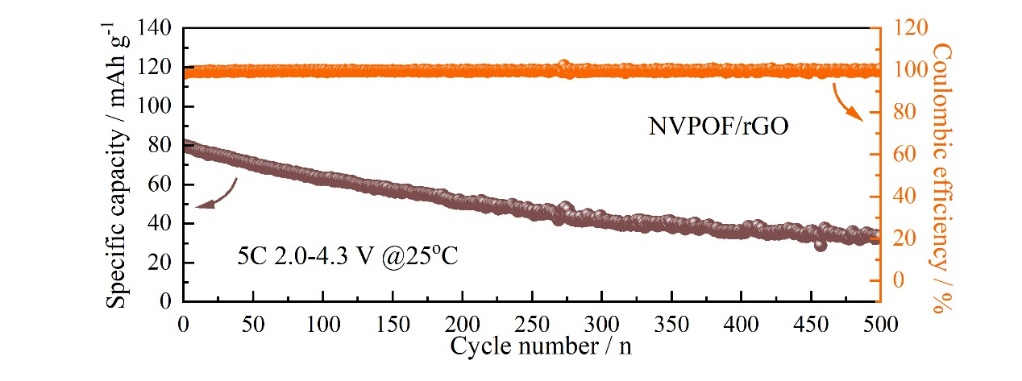 Specific capacity / mAh g⁻¹
140
120
100
80
60
40
20
0
NVPOF/rGO
5C 2.0-4.3 V @25°C
120
100
80
60
40
20
0
Coulombic efficiency / %
0 50 100 150 200 250 300 350 400 450 500
Cycle number / n